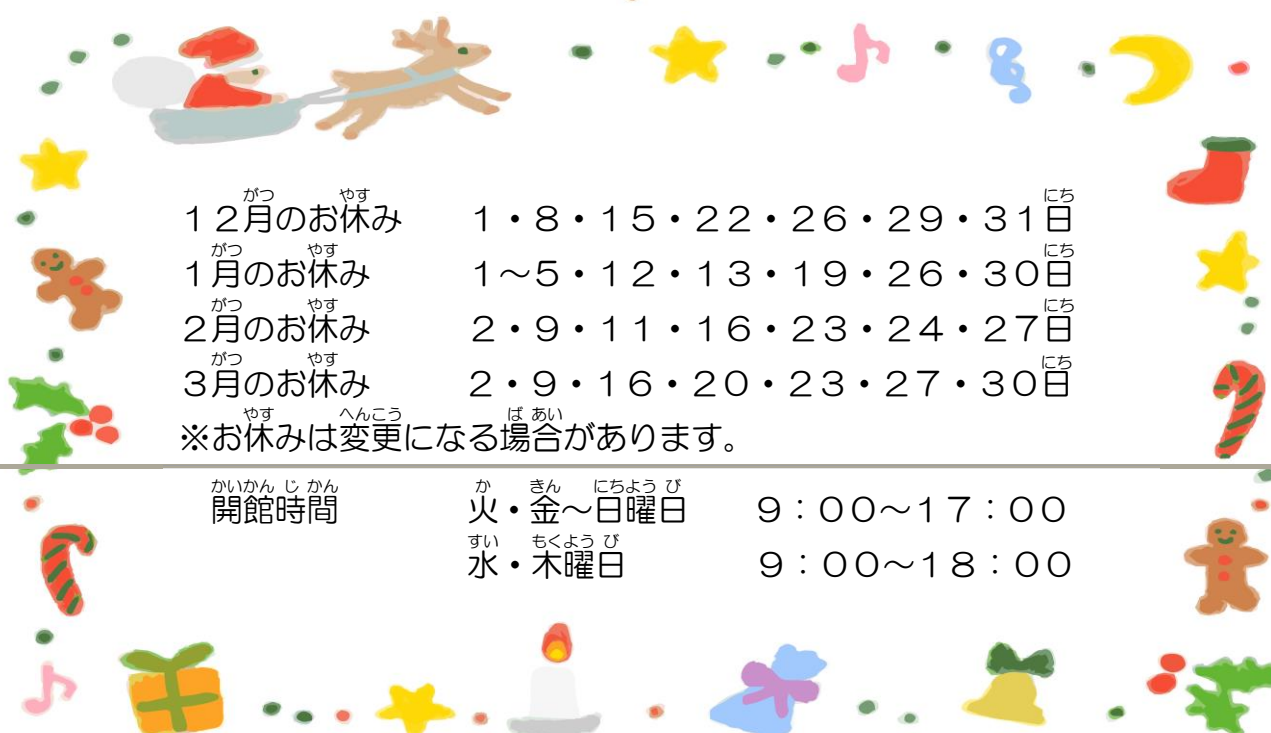 １２月のお休み　１・８・１５・２２・２６・２９・３１日
１月のお休み　１～５・１２・１３・１９・２６・３０日
２月のお休み　２・９・１１・１６・２３・２４・２７日
３月のお休み　２・９・１６・２０・２３・２７・３０日
※お休みは変更になる場合があります。
開館時間　火・金～日曜日　９：００～１７：００
水・木曜日　９：００～１８：００